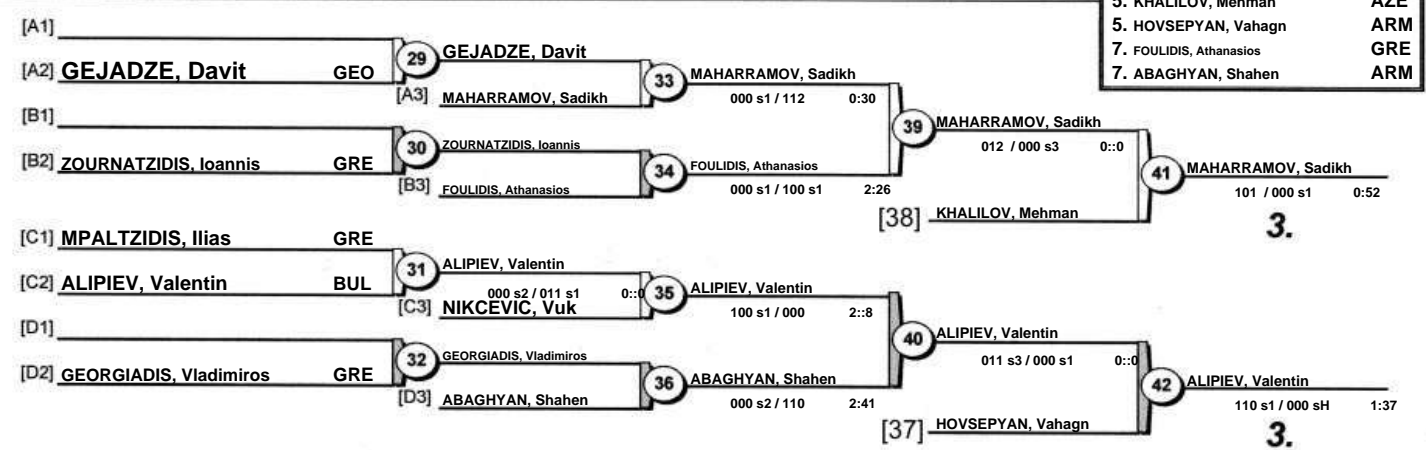 5. KHALILOV, Mehman AZE
5. HOVSEPYAN, Vahagn ARM
7. FOULIDIS, Athanasios GRE
7. ABAGHYAN, Shahen ARM
[A1]
[A2] GEJADZE, Davit GEO
29 GEJADZE, Davit
[A3] MAHARRAMOV, Sadikh
33 MAHARRAMOV, Sadikh
000 s1 / 112 0:30
[B1]
[B2] ZOURNATZIDIS, Ioannis GRE
30 ZOURNATZIDIS, Ioannis
[B3] FOULIDIS, Athanasios
34 FOULIDIS, Athanasios
000 s1 / 100 s1 2:26
39 MAHARRAMOV, Sadikh
012 / 000 s3 0::0
[38] KHALILOV, Mehman
41 MAHARRAMOV, Sadikh
101 / 000 s1 0:52
3.
[C1] MPALTZIDIS, Ilias GRE
[C2] ALIPIEV, Valentin BUL
31 ALIPIEV, Valentin
000 s2 / 011 s1 0::0
[C3] NIKCEVIC, Vuk
35 ALIPIEV, Valentin
100 s1 / 000 2::8
[D1]
[D2] GEORGIADIS, Vladimiros GRE
32 GEORGIADIS, Vladimiros
[D3] ABAGHYAN, Shahen
36 ABAGHYAN, Shahen
000 s2 / 110 2:41
40 ALIPIEV, Valentin
011 s3 / 000 s1 0::0
[37] HOVSEPYAN, Vahagn
42 ALIPIEV, Valentin
110 s1 / 000 sH 1:37
3.